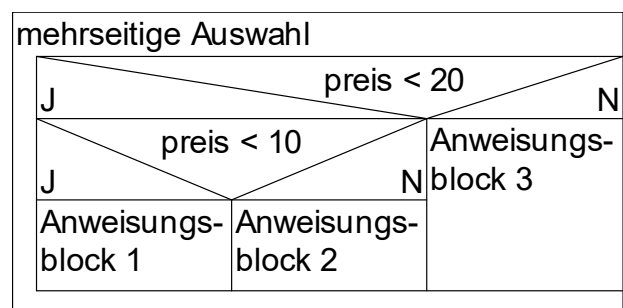 mehrseitige Auswahl
preis < 20
J
N
preis < 10
J
N
Anweisungs-
block 3
Anweisungs-
block 1
Anweisungs-
block 2